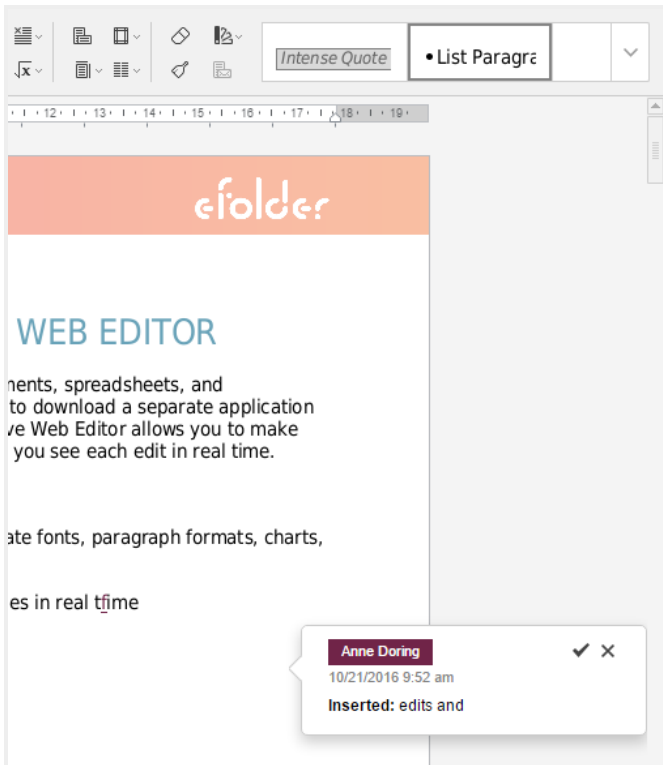 Intense Quote
• List Paragra
12 13 14 15 16 17 18 19
efolder
WEB EDITOR
nents, spreadsheets, and
to download a separate application
ve Web Editor allows you to make
you see each edit in real time.
ate fonts, paragraph formats, charts,
es in real tfime
Anne Doring
10/21/2016 9:52 am
Inserted: edits and